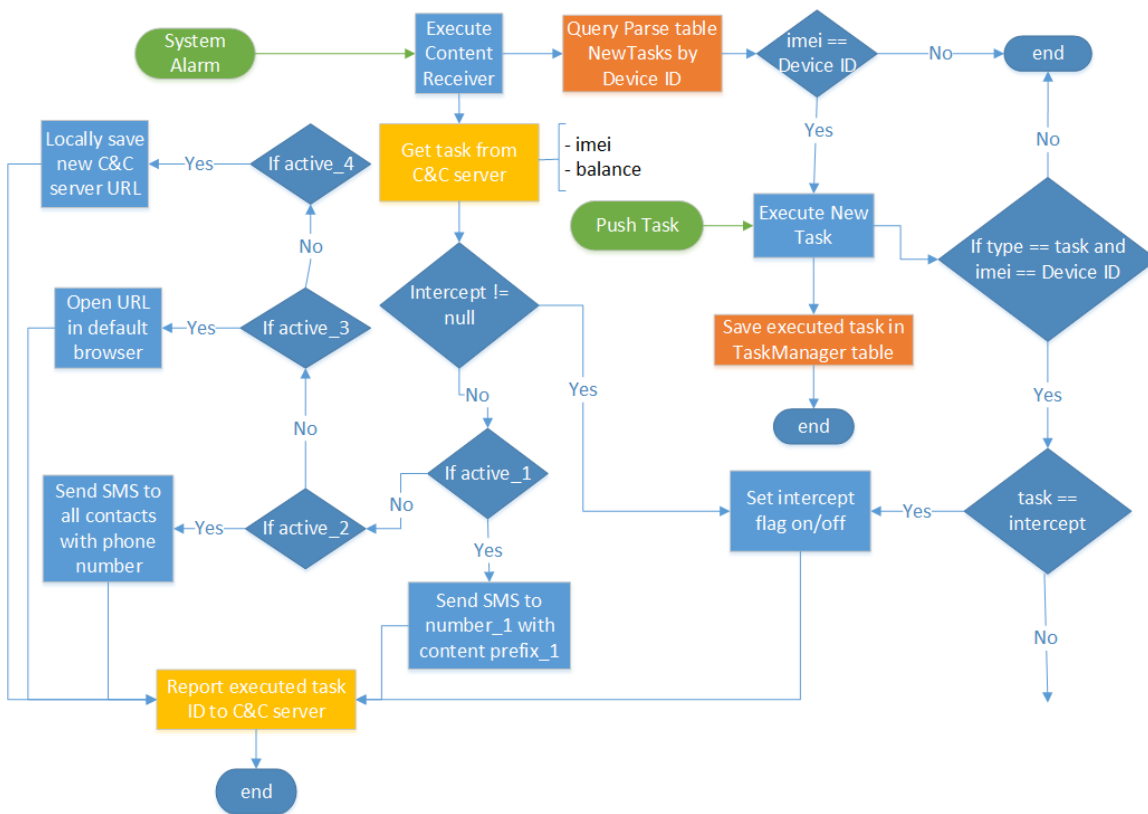 System
Alarm
Execute
Content
Receiver
Query Parse table
NewTasks by
Device ID
imei ==
Device ID
No
end
Locally save
new C&C
server URL
Yes
If active_4
Get task from
C&C server
- imei
- balance
Yes
No
Push Task
Execute New
Task
If type == task and
imei == Device ID
No
Open URL
in default
browser
Yes
If active_3
Intercept !=
null
Save executed task in
TaskManager table
Yes
No
Yes
end
No
Send SMS to
all contacts
with phone
number
Yes
If active_2
No
If active_1
Set intercept
flag on/off
Yes
task ==
intercept
Yes
Send SMS to
number_1 with
content prefix_1
No
Report executed task
ID to C&C server
end